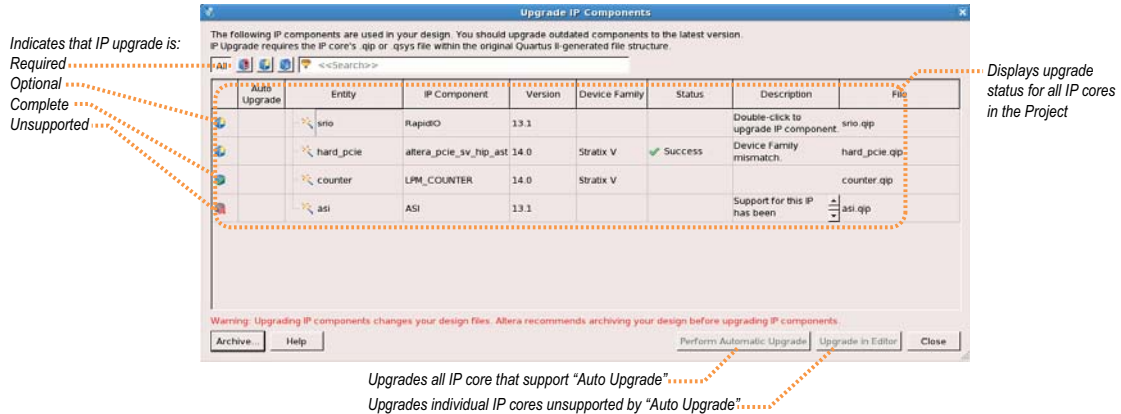 Upgrade IP Components
The following IP components are used in your design. You should upgrade outdated components to the latest version.
IP Upgrade requires the IP core's .qip or .qsys file within the original Quartus II-generated file structure.
Indicates that IP upgrade is:
Required
Optional
Complete
Unsupported
All <<Search>>
Displays upgrade
status for all IP cores
in the Project
Auto Upgrade Entity IP Component Version Device Family Status Description File
srio RapidIO 13.1 Double-click to upgrade IP component. srio.qip
hard_pcie altera_pcie_sv_hip_ast 14.0 Stratix V Success Device Family mismatch. hard_pcie.qip
counter LPM_COUNTER 14.0 Stratix V counter.qip
asi ASI 13.1 Support for this IP has been asi.qip
Warning: Upgrading IP components changes your design files. Altera recommends archiving your design before upgrading IP components.
Archive... Help Perform Automatic Upgrade Upgrade in Editor Close
Upgrades all IP core that support “Auto Upgrade”
Upgrades individual IP cores unsupported by “Auto Upgrade”